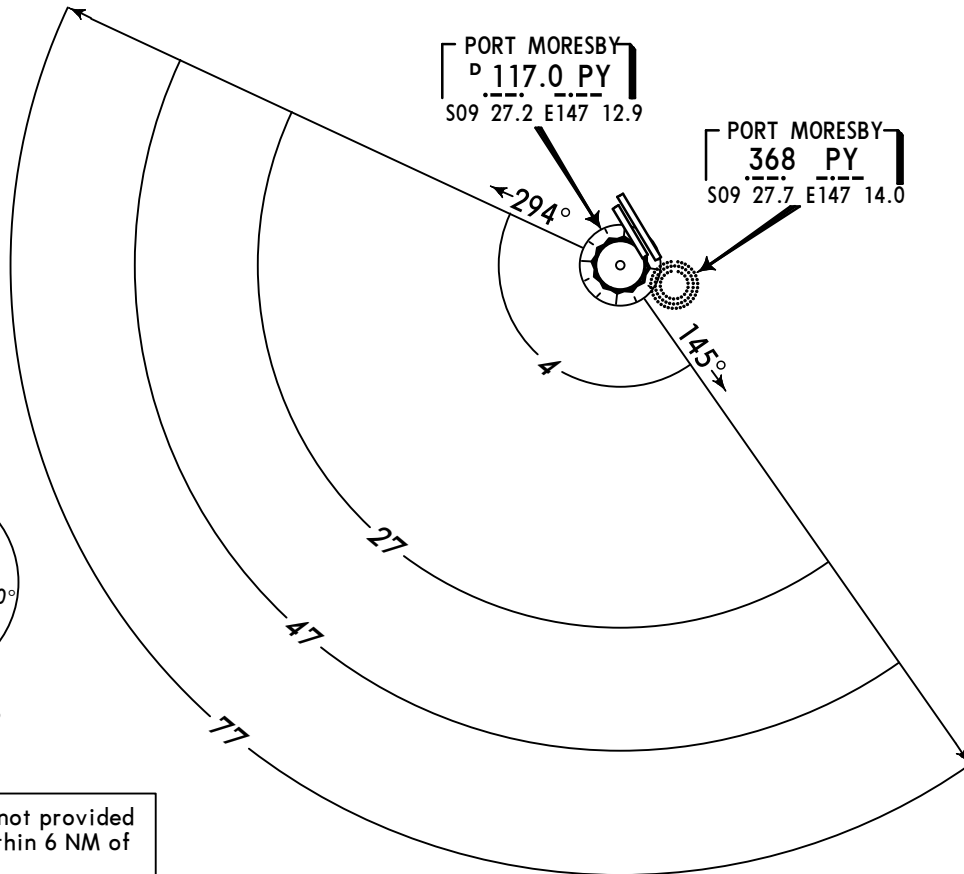 PORT MORESBY
D 117.0 PY
S09 27.2 E147 12.9
PORT MORESBY
368 PY
S09 27.7 E147 14.0
294°
145°
4
27
47
77
0°
not provided
thin 6 NM of